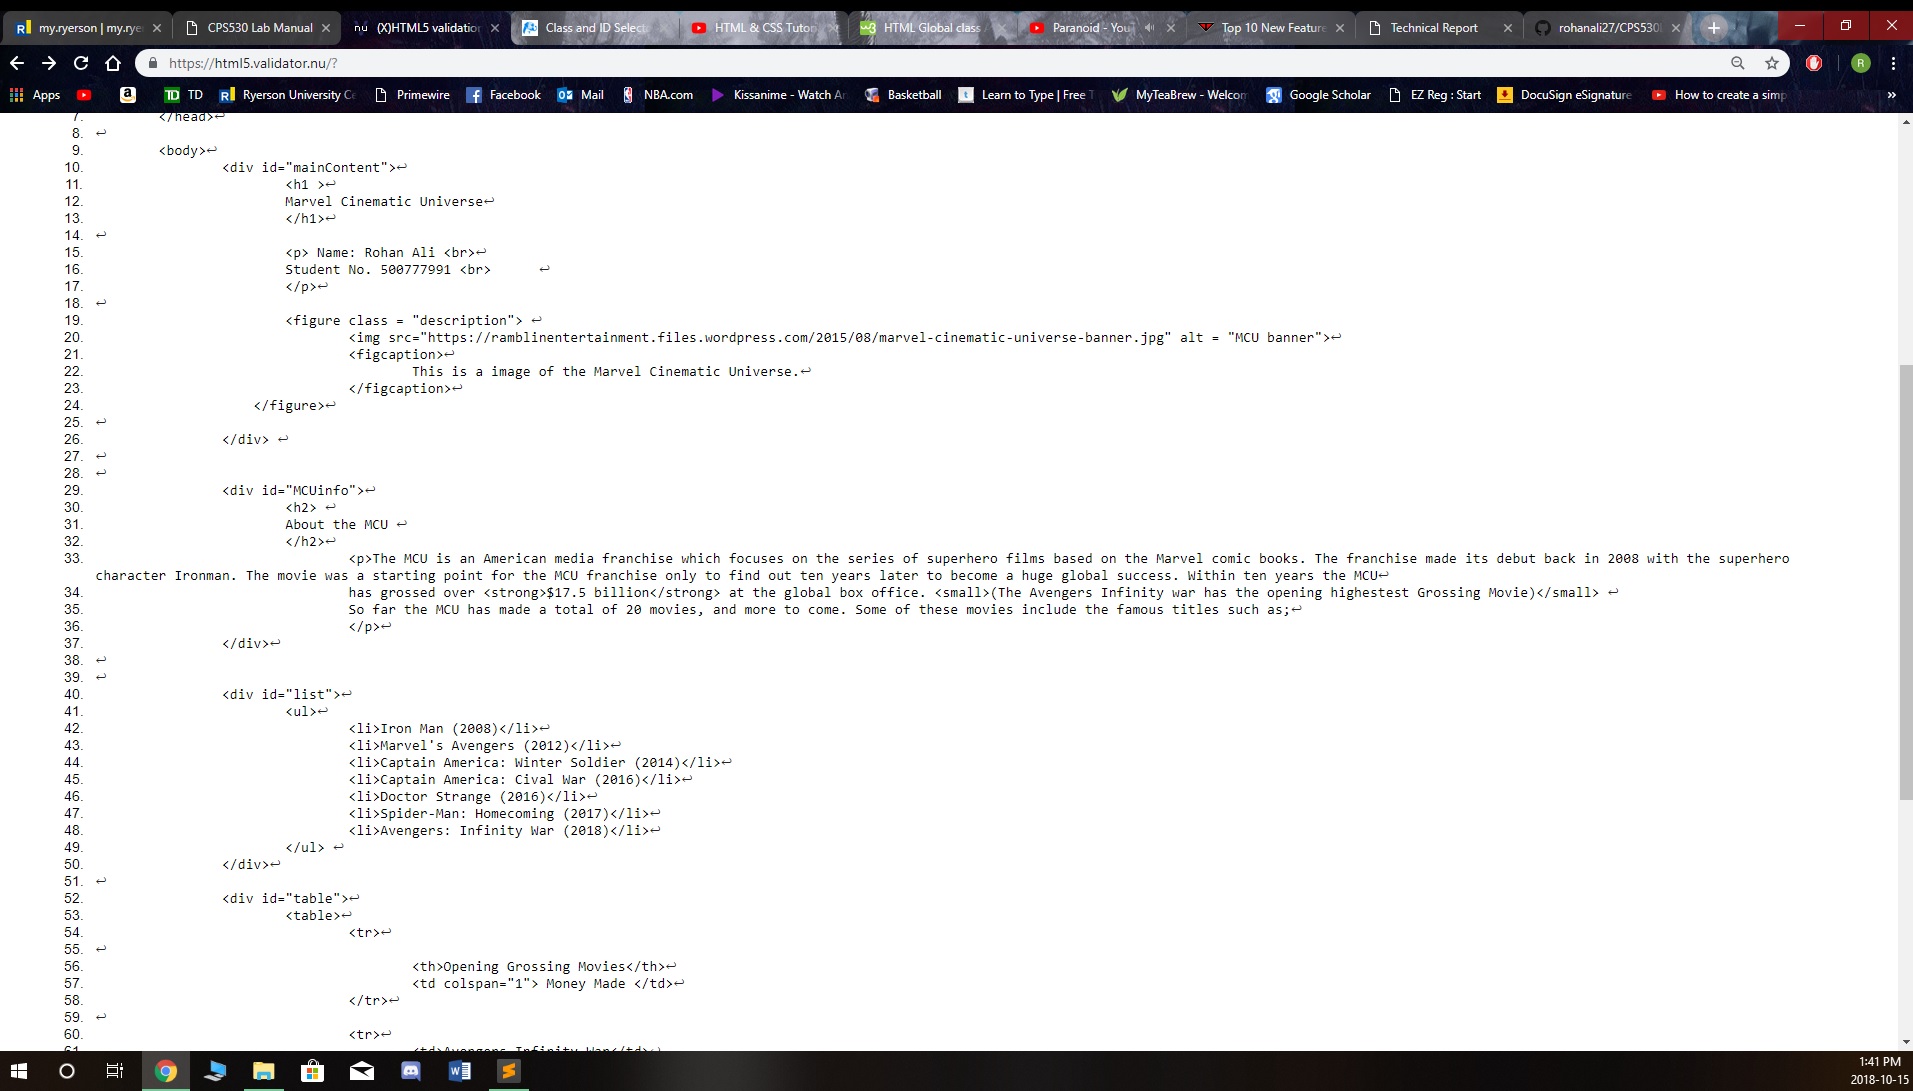 my.ryerson | my.rye
CPS530 Lab Manual
nu (X)HTML5 validatio
Class and ID Select
HTML & CSS Tutor
HTML Global class
Paranoid - You
Top 10 New Feature
Technical Report
rohanali27/CPS530
https://html5.validator.nu/?
R
Apps
TD TD
Ryerson University Ce
Primewire
Facebook
Mail
NBA.com
Kissanime - Watch An
Basketball
Learn to Type | Free T
MyTeaBrew - Welcom
Google Scholar
EZ Reg : Start
DocuSign eSignature
How to create a simp
»
7. </head>↩
8. ↩
9. <body>↩
10. <div id="mainContent">↩
11. <h1 >↩
12. Marvel Cinematic Universe↩
13. </h1>↩
14. ↩
15. <p> Name: Rohan Ali <br>↩
16. Student No. 500777991 <br> ↩
17. </p>↩
18. ↩
19. <figure class = "description"> ↩
20. <img src="https://ramblinentertainment.files.wordpress.com/2015/08/marvel-cinematic-universe-banner.jpg" alt = "MCU banner">↩
21. <figcaption>↩
22. This is a image of the Marvel Cinematic Universe.↩
23. </figcaption>↩
24. </figure>↩
25. ↩
26. </div> ↩
27. ↩
28. ↩
29. <div id="MCUinfo">↩
30. <h2> ↩
31. About the MCU ↩
32. </h2>↩
33. <p>The MCU is an American media franchise which focuses on the series of superhero films based on the Marvel comic books. The franchise made its debut back in 2008 with the superhero
character Ironman. The movie was a starting point for the MCU franchise only to find out ten years later to become a huge global success. Within ten years the MCU↩
34. has grossed over <strong>$17.5 billion</strong> at the global box office. <small>(The Avengers Infinity war has the opening highestest Grossing Movie)</small> ↩
35. So far the MCU has made a total of 20 movies, and more to come. Some of these movies include the famous titles such as;↩
36. </p>↩
37. </div>↩
38. ↩
39. ↩
40. <div id="list">↩
41. <ul>↩
42. <li>Iron Man (2008)</li>↩
43. <li>Marvel's Avengers (2012)</li>↩
44. <li>Captain America: Winter Soldier (2014)</li>↩
45. <li>Captain America: Cival War (2016)</li>↩
46. <li>Doctor Strange (2016)</li>↩
47. <li>Spider-Man: Homecoming (2017)</li>↩
48. <li>Avengers: Infinity War (2018)</li>↩
49. </ul> ↩
50. </div>↩
51. ↩
52. <div id="table">↩
53. <table>↩
54. <tr>↩
55. ↩
56. <th>Opening Grossing Movies</th>↩
57. <td colspan="1"> Money Made </td>↩
58. </tr>↩
59. ↩
60. <tr>↩
61. <td>Avengers Infinity War</td>↩
1:41 PM
2018-10-15